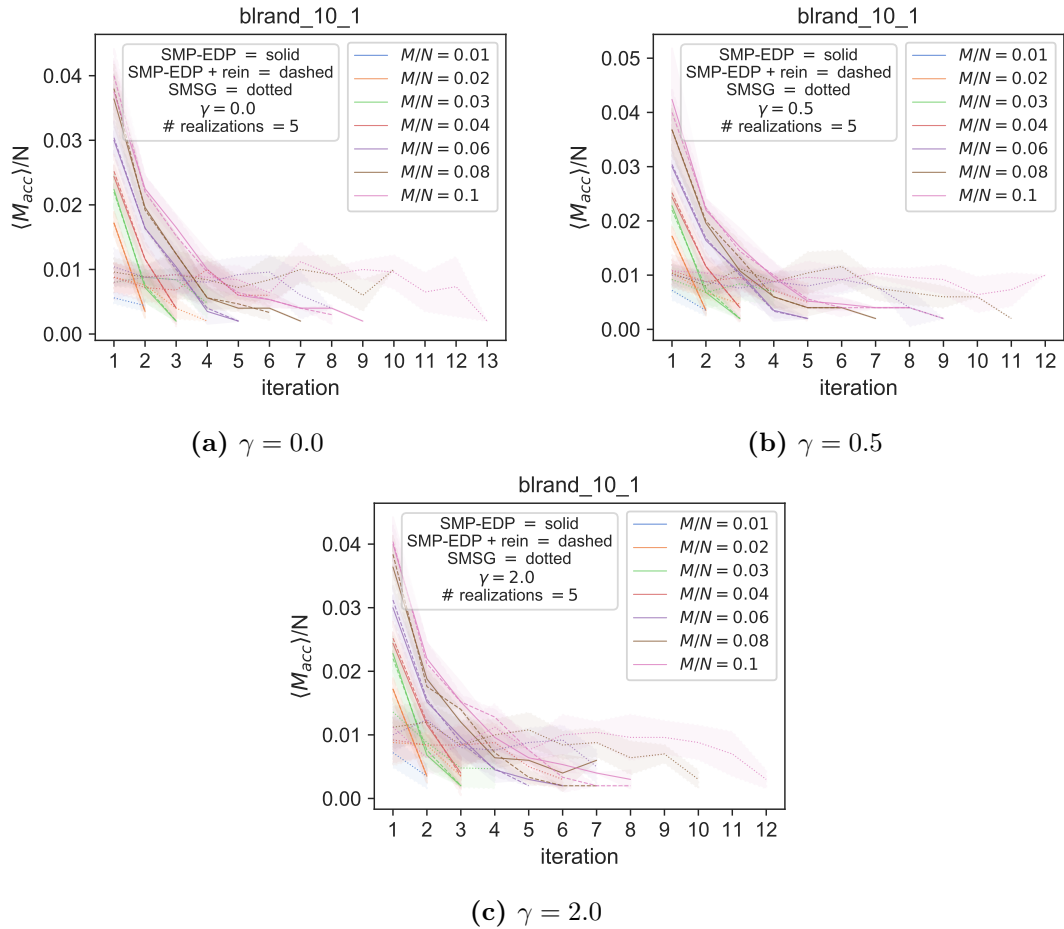 blrand_10_1
SMP-EDP = solid
SMP-EDP + rein = dashed
SMSG = dotted
γ = 0.0
# realizations = 5
M/N = 0.01
M/N = 0.02
M/N = 0.03
M/N = 0.04
M/N = 0.06
M/N = 0.08
M/N = 0.1
⟨M_acc⟩/N
0.04
0.03
0.02
0.01
0.00
1 2 3 4 5 6 7 8 9 10 11 12 13
iteration
(a) γ = 0.0
blrand_10_1
SMP-EDP = solid
SMP-EDP + rein = dashed
SMSG = dotted
γ = 0.5
# realizations = 5
M/N = 0.01
M/N = 0.02
M/N = 0.03
M/N = 0.04
M/N = 0.06
M/N = 0.08
M/N = 0.1
⟨M_acc⟩/N
0.05
0.04
0.03
0.02
0.01
0.00
1 2 3 4 5 6 7 8 9 10 11 12
iteration
(b) γ = 0.5
blrand_10_1
SMP-EDP = solid
SMP-EDP + rein = dashed
SMSG = dotted
γ = 2.0
# realizations = 5
M/N = 0.01
M/N = 0.02
M/N = 0.03
M/N = 0.04
M/N = 0.06
M/N = 0.08
M/N = 0.1
⟨M_acc⟩/N
0.04
0.03
0.02
0.01
0.00
1 2 3 4 5 6 7 8 9 10 11 12
iteration
(c) γ = 2.0